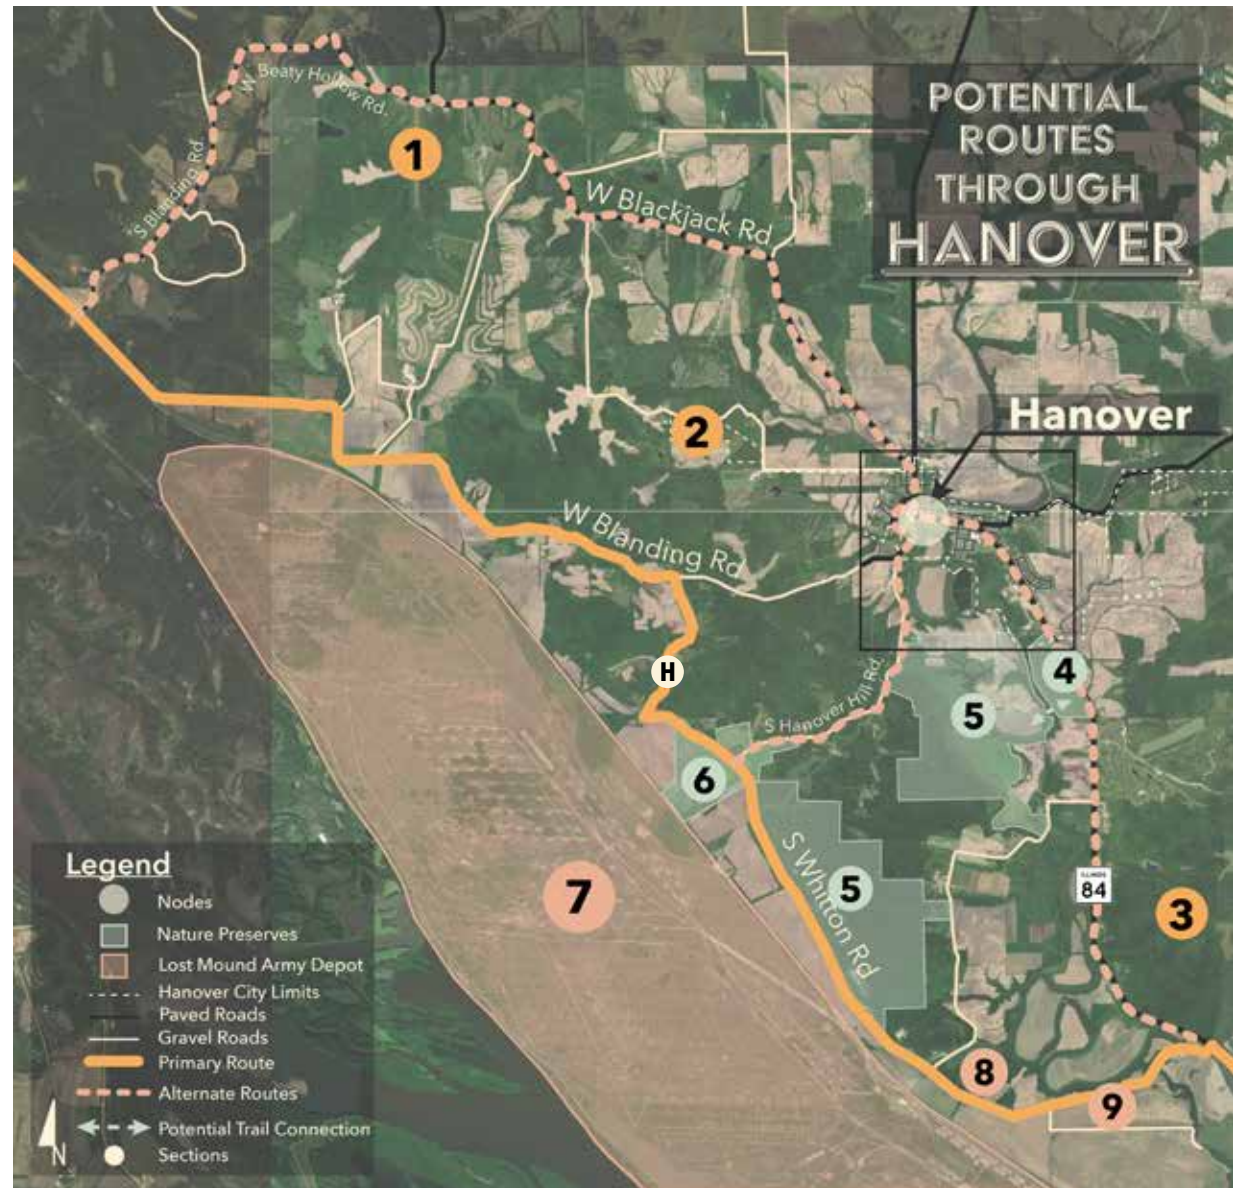 POTENTIAL
ROUTES
THROUGH
HANOVER
W Beaty Hollow Rd.
1
S Blanding Rd.
W Blackjack Rd
Hanover
2
W Blanding Rd
H
4
S Hanover Hill Rd.
5
6
S Whitton Rd
5
7
ILLINOIS
84
3
8
9
Legend
Nodes
Nature Preserves
Lost Mound Army Depot
Hanover City Limits
Paved Roads
Gravel Roads
Primary Route
Alternate Routes
Potential Trail Connection
Sections
N